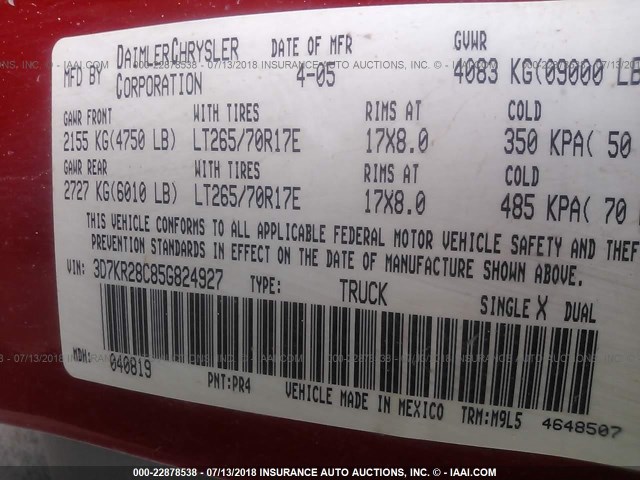 MFD BY DAIMLERCHRYSLER CORPORATION DATE OF MFR 4-05 GVWR 4083 KG(09000 LB
GAWR FRONT WITH TIRES RIMS AT COLD
2155 KG(4750 LB) LT265/70R17E 17X8.0 350 KPA( 50
GAWR REAR WITH TIRES RIMS AT COLD
2727 KG(6010 LB) LT265/70R17E 17X8.0 485 KPA( 70
THIS VEHICLE CONFORMS TO ALL APPLICABLE FEDERAL MOTOR VEHICLE SAFETY AND THEF
PREVENTION STANDARDS IN EFFECT ON THE DATE OF MANUFACTURE SHOWN ABOVE.
VIN: 3D7KR28C85G824927 TYPE: TRUCK SINGLE X DUAL
MDH: 040819 PNT:PR4 VEHICLE MADE IN MEXICO TRM:M9L5 4648507
000-22878538 - 07/13/2018 INSURANCE AUTO AUCTIONS, INC. - © IAAI.COM